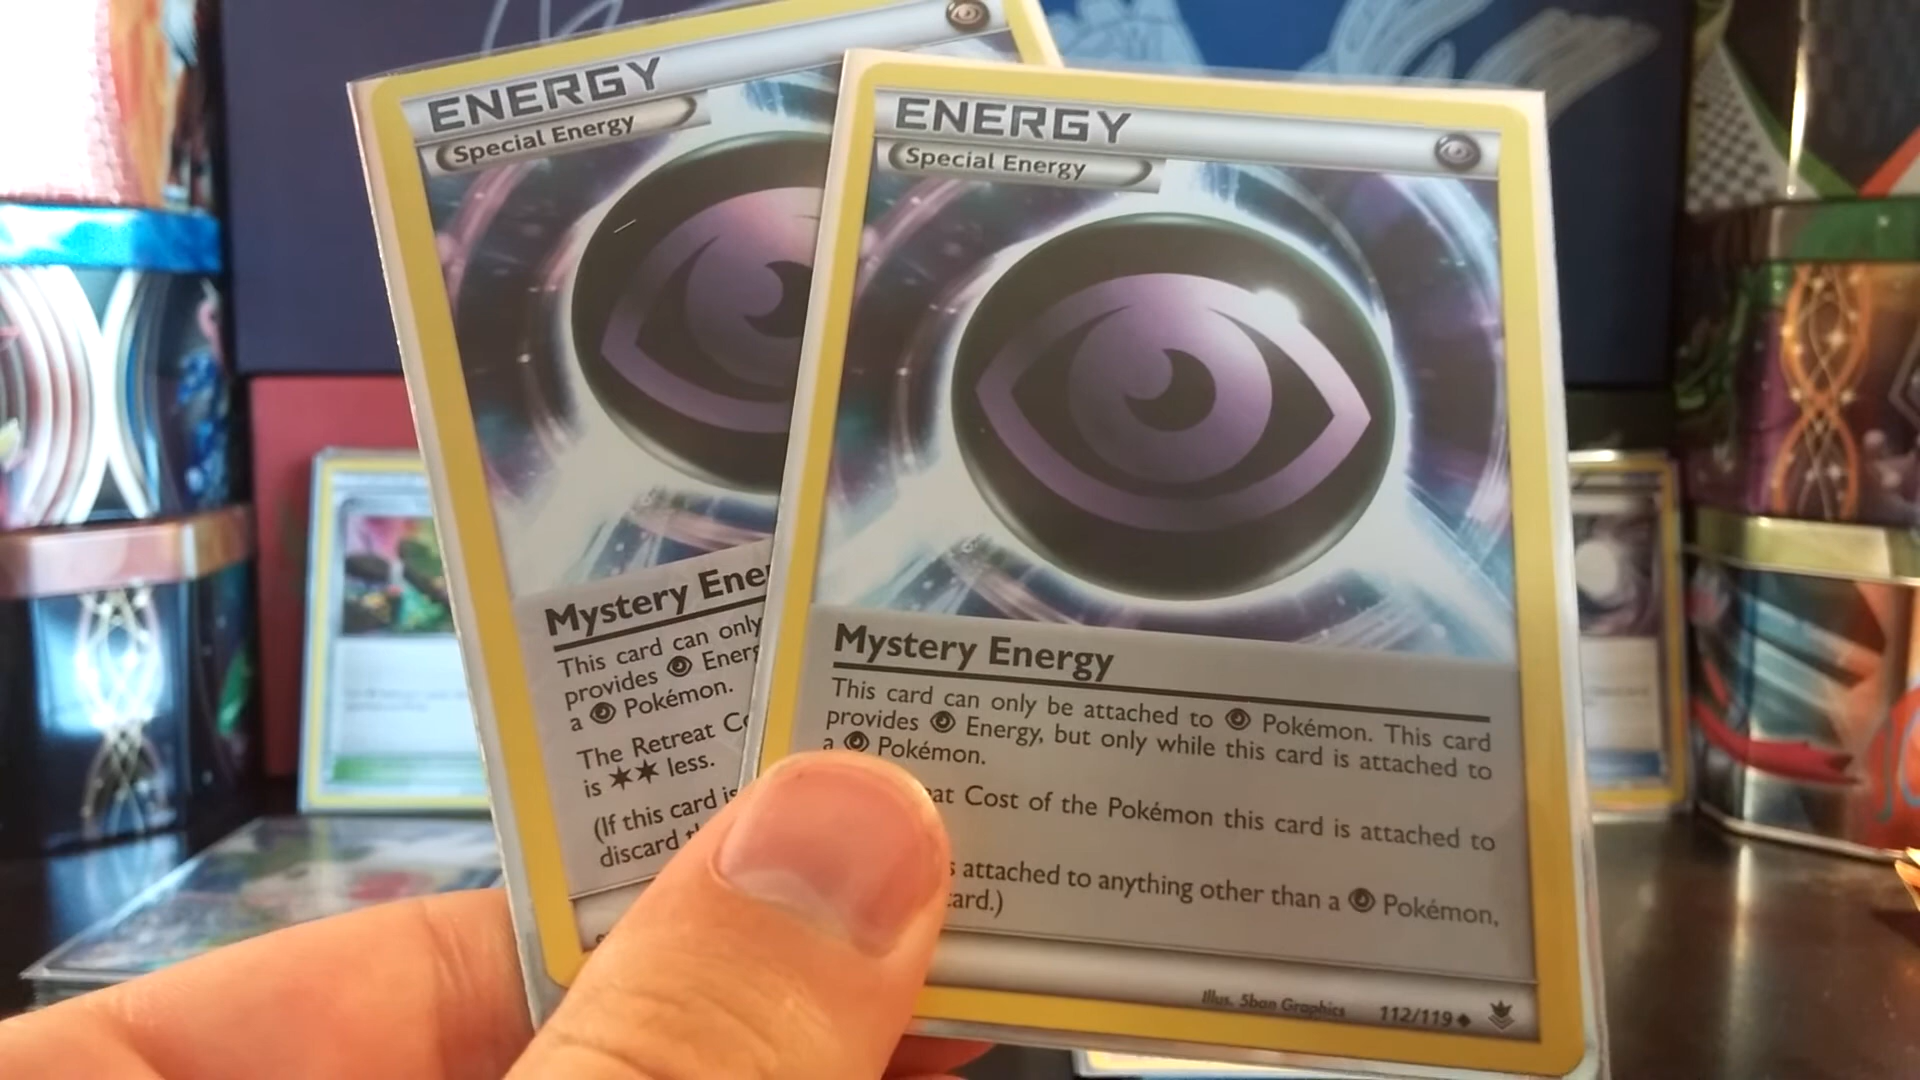 ENERGY
Special Energy
Mystery Ener
This card can only
provides Energ
a Pokémon.
The Retreat Co
is less.
(If this card is
discard th
ENERGY
Special Energy
Mystery Energy
This card can only be attached to Pokémon. This card
provides Energy, but only while this card is attached to
a Pokémon.
at Cost of the Pokémon this card is attached to
s attached to anything other than a Pokémon,
card.)
Illus. 5ban Graphics 112/119